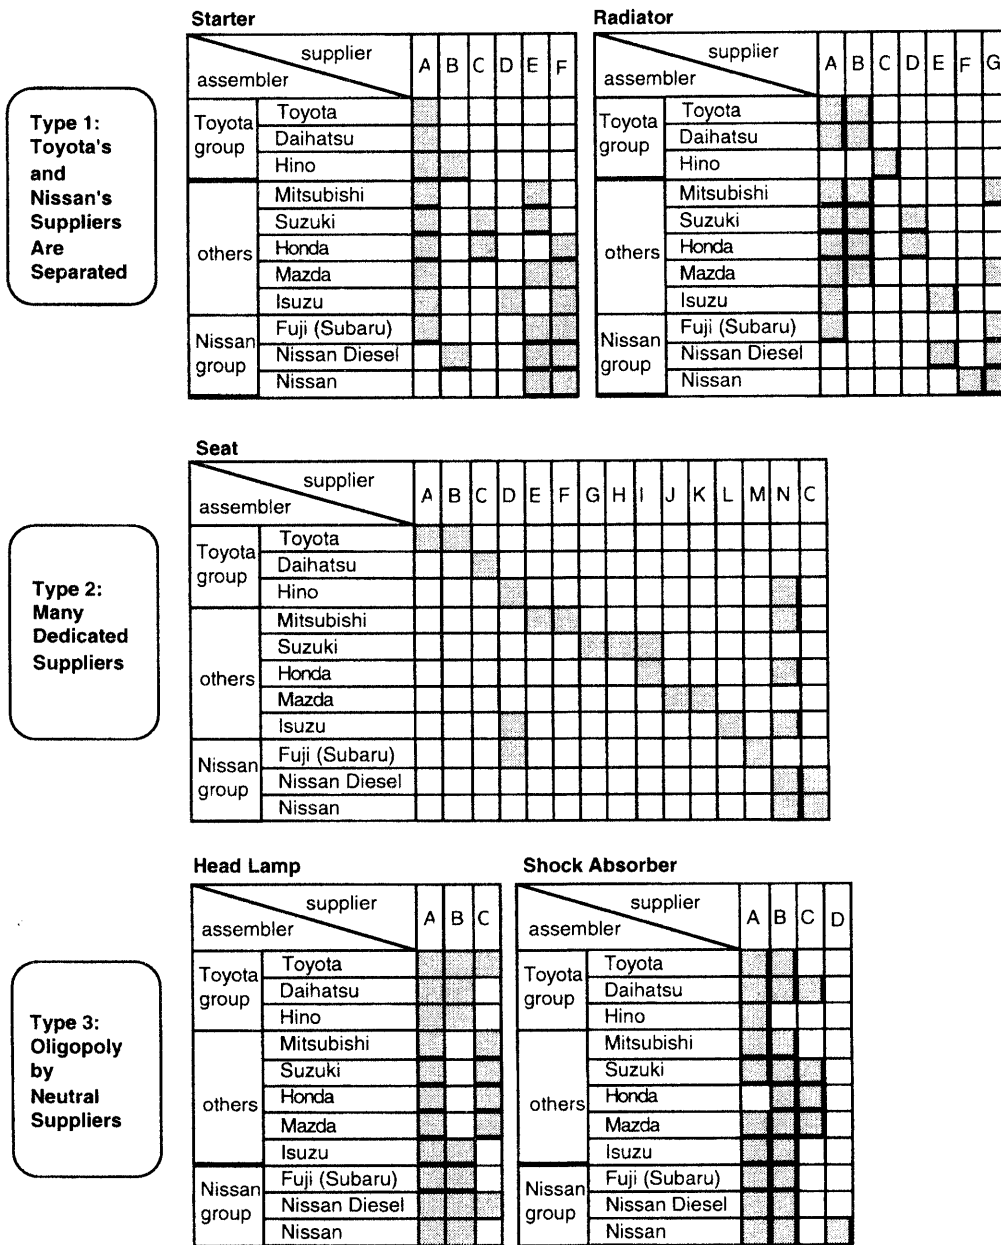 Starter
supplier
assembler
A B C D E F
Toyota group
Toyota
Daihatsu
Hino
others
Mitsubishi
Suzuki
Honda
Mazda
Isuzu
Nissan group
Fuji (Subaru)
Nissan Diesel
Nissan
Radiator
supplier
assembler
A B C D E F G
Toyota group
Toyota
Daihatsu
Hino
others
Mitsubishi
Suzuki
Honda
Mazda
Isuzu
Nissan group
Fuji (Subaru)
Nissan Diesel
Nissan
Type 1:
Toyota's
and
Nissan's
Suppliers
Are
Separated
Seat
supplier
assembler
A B C D E F G H I J K L M N C
Toyota group
Toyota
Daihatsu
Hino
others
Mitsubishi
Suzuki
Honda
Mazda
Isuzu
Nissan group
Fuji (Subaru)
Nissan Diesel
Nissan
Type 2:
Many
Dedicated
Suppliers
Head Lamp
supplier
assembler
A B C
Toyota group
Toyota
Daihatsu
Hino
others
Mitsubishi
Suzuki
Honda
Mazda
Isuzu
Nissan group
Fuji (Subaru)
Nissan Diesel
Nissan
Shock Absorber
supplier
assembler
A B C D
Toyota group
Toyota
Daihatsu
Hino
others
Mitsubishi
Suzuki
Honda
Mazda
Isuzu
Nissan group
Fuji (Subaru)
Nissan Diesel
Nissan
Type 3:
Oligopoly
by
Neutral
Suppliers